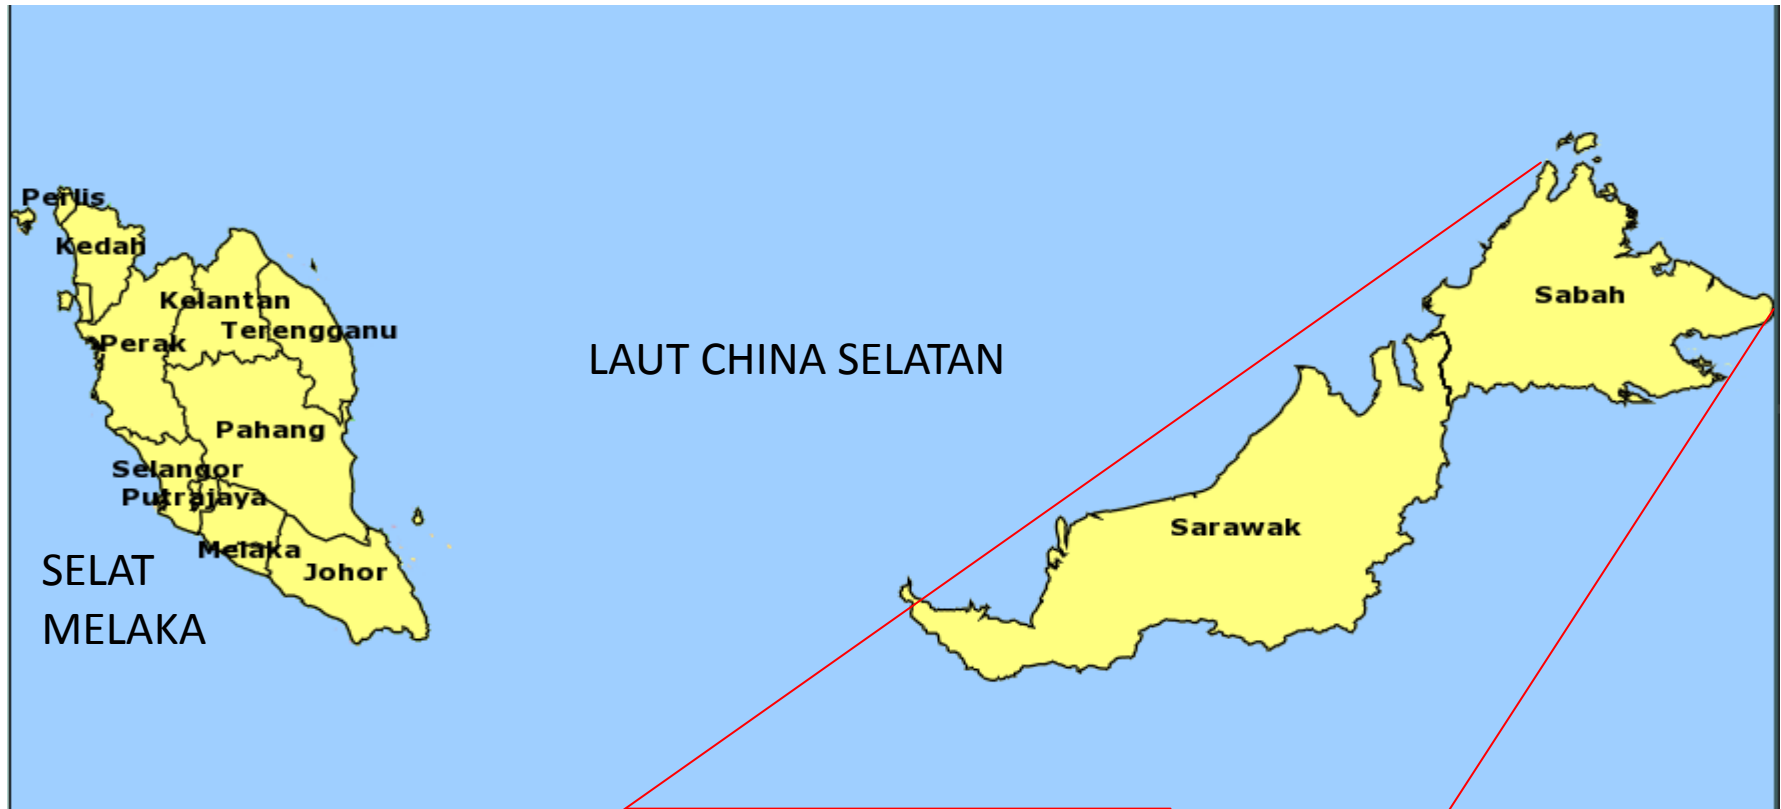 Perlis
Kedah
Kelantan
Terengganu
Perak
Pahang
Selangor
Putrajaya
Melaka
Johor
SELAT
MELAKA
LAUT CHINA SELATAN
Sabah
Sarawak